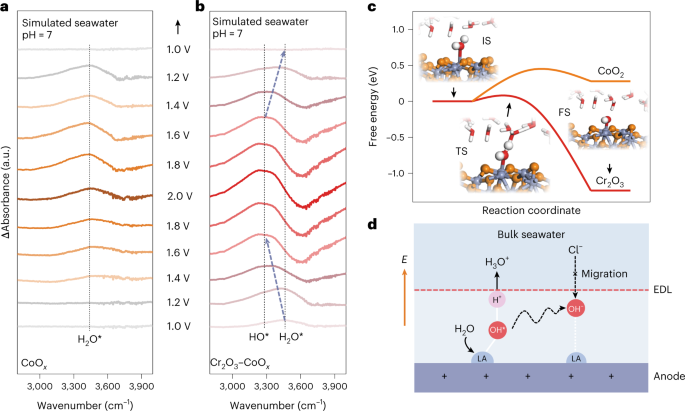 a
Simulated seawater
pH = 7
ΔAbsorbance (a.u.)
H₂O*
CoOₓ
3,000 3,300 3,600 3,900
Wavenumber (cm⁻¹)
1.0 V
1.2 V
1.4 V
1.6 V
1.8 V
2.0 V
1.8 V
1.6 V
1.4 V
1.2 V
1.0 V
b
Simulated seawater
pH = 7
HO*
H₂O*
Cr₂O₃–CoOₓ
3,000 3,300 3,600 3,900
Wavenumber (cm⁻¹)
c
Free energy (eV)
0.5
0
−0.5
−1.0
IS
TS
FS
CoO₂
Cr₂O₃
Reaction coordinate
d
E
Bulk seawater
Cl⁻
H₃O⁺
Migration
EDL
H⁺
OH⁻
OH*
H₂O
LA
LA
+ + + + +
Anode